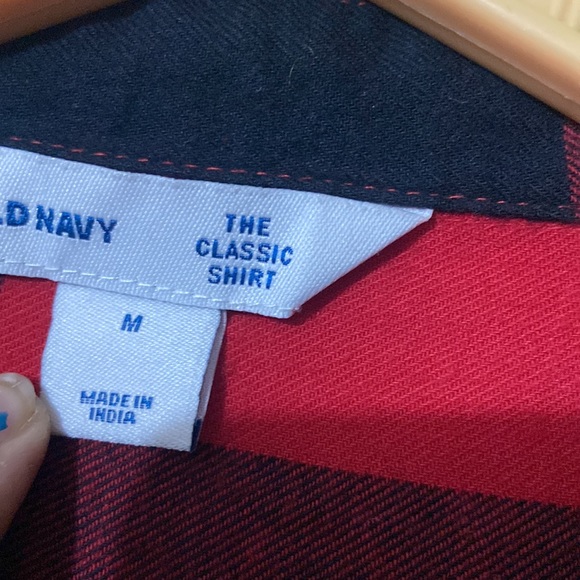 LD NAVY
THE
CLASSIC
SHIRT
M
MADE IN
INDIA